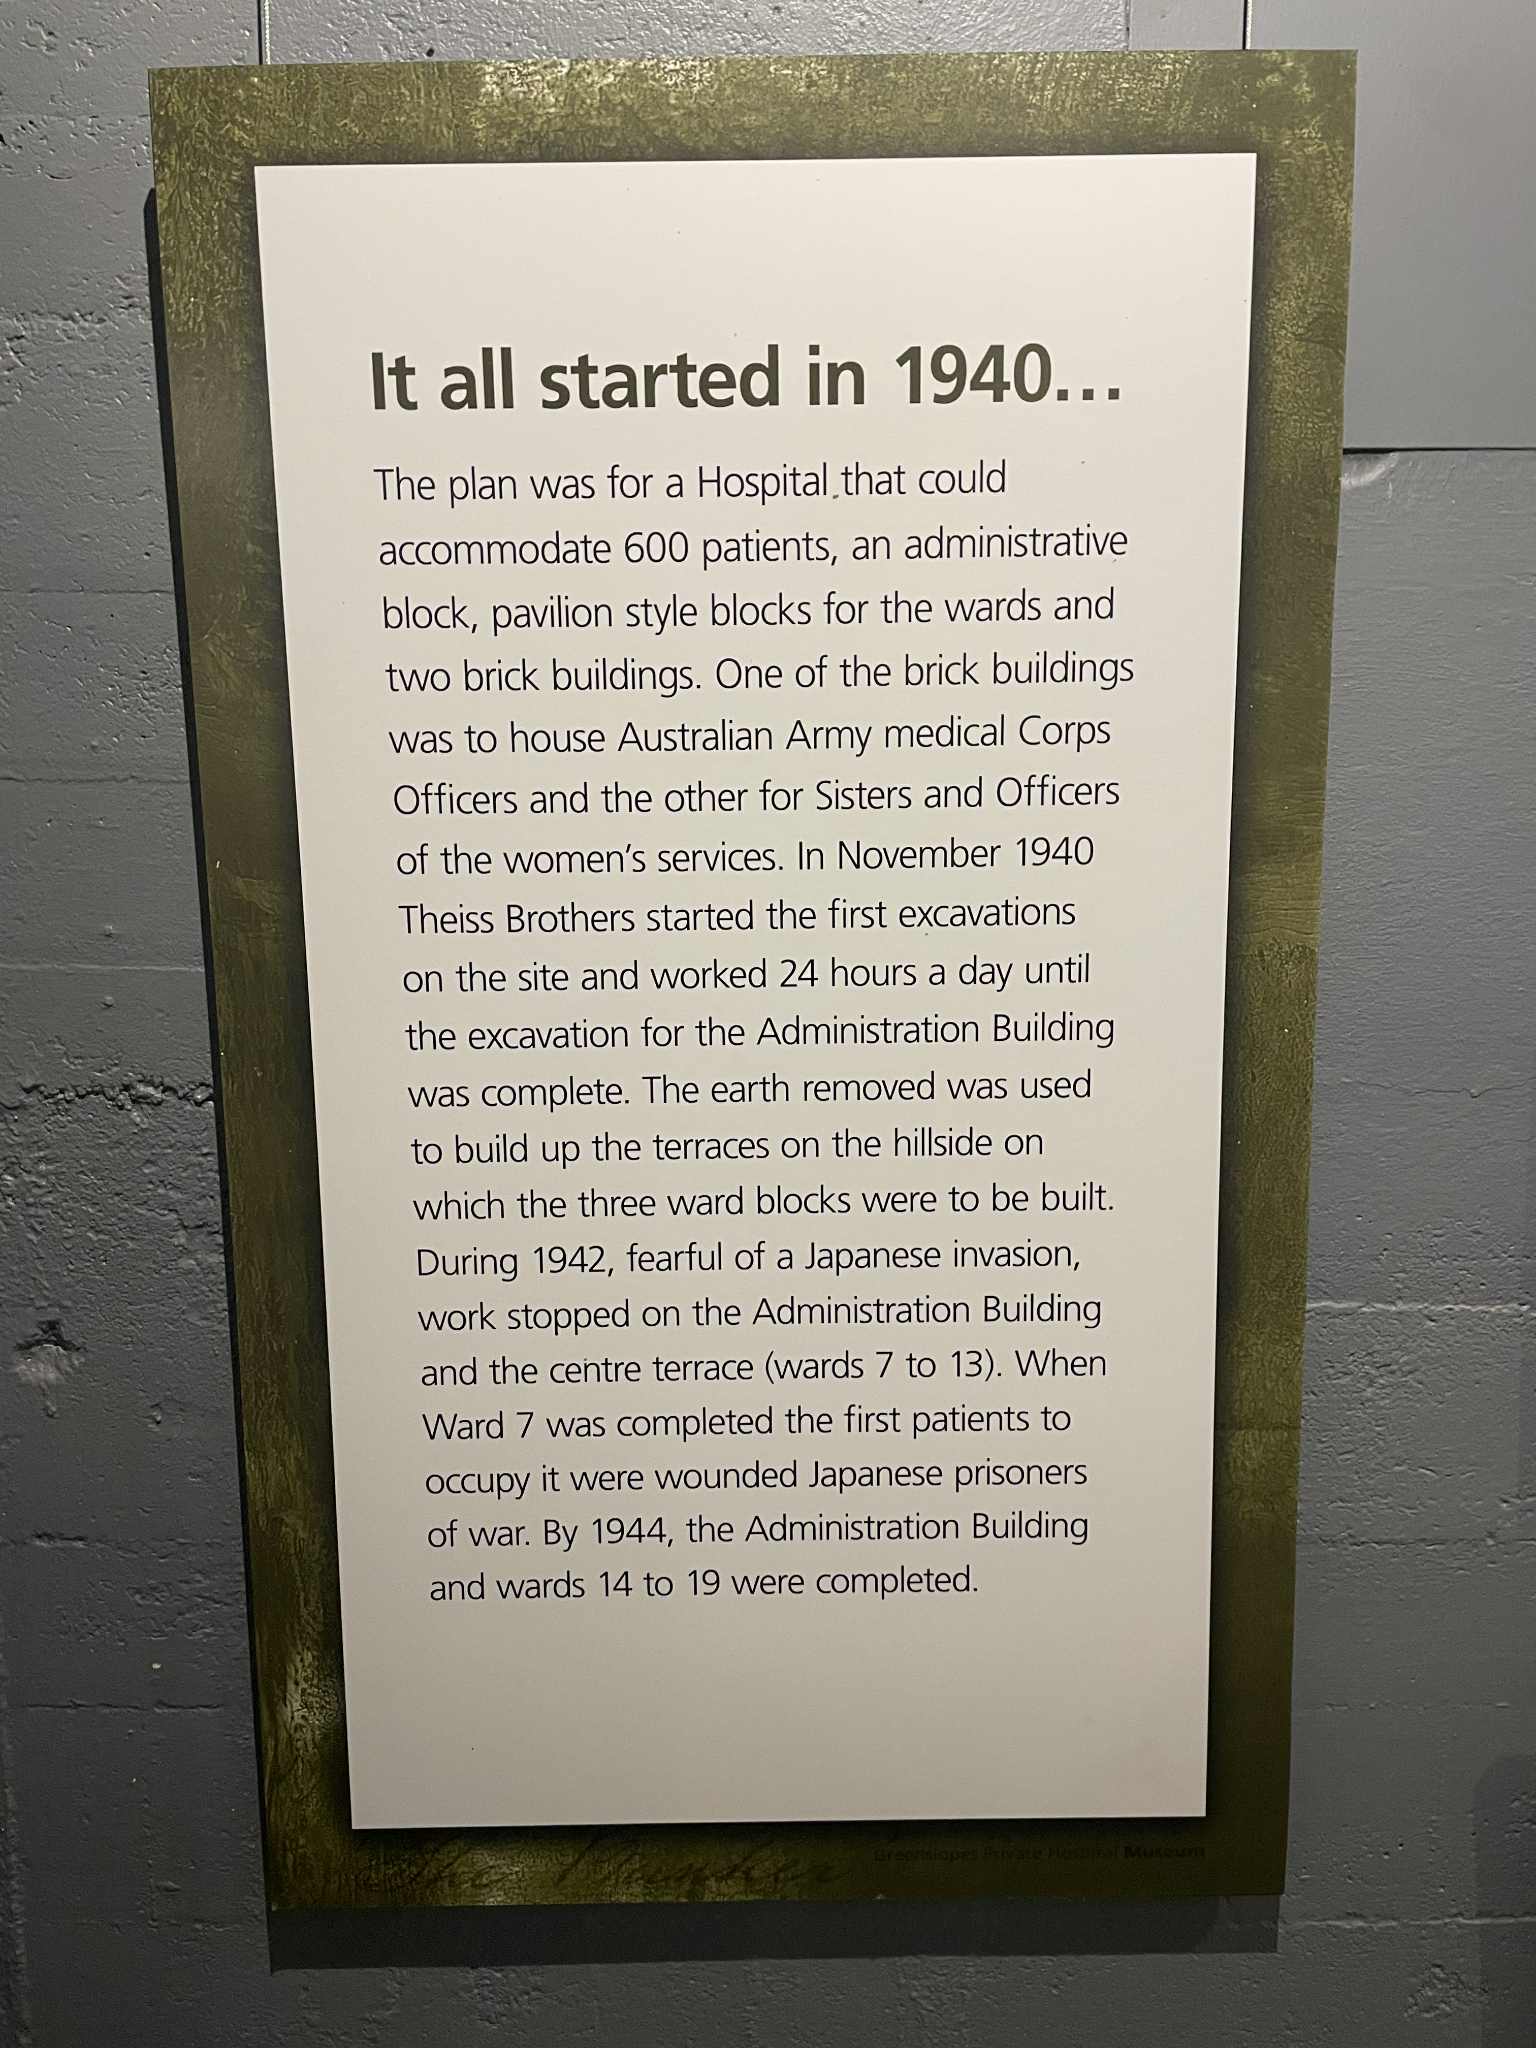 It all started in 1940...
The plan was for a Hospital that could
accommodate 600 patients, an administrative
block, pavilion style blocks for the wards and
two brick buildings. One of the brick buildings
was to house Australian Army medical Corps
Officers and the other for Sisters and Officers
of the women's services. In November 1940
Theiss Brothers started the first excavations
on the site and worked 24 hours a day until
the excavation for the Administration Building
was complete. The earth removed was used
to build up the terraces on the hillside on
which the three ward blocks were to be built.
During 1942, fearful of a Japanese invasion,
work stopped on the Administration Building
and the centre terrace (wards 7 to 13). When
Ward 7 was completed the first patients to
occupy it were wounded Japanese prisoners
of war. By 1944, the Administration Building
and wards 14 to 19 were completed.
The Bunker
Greenslopes Private Hospital Museum